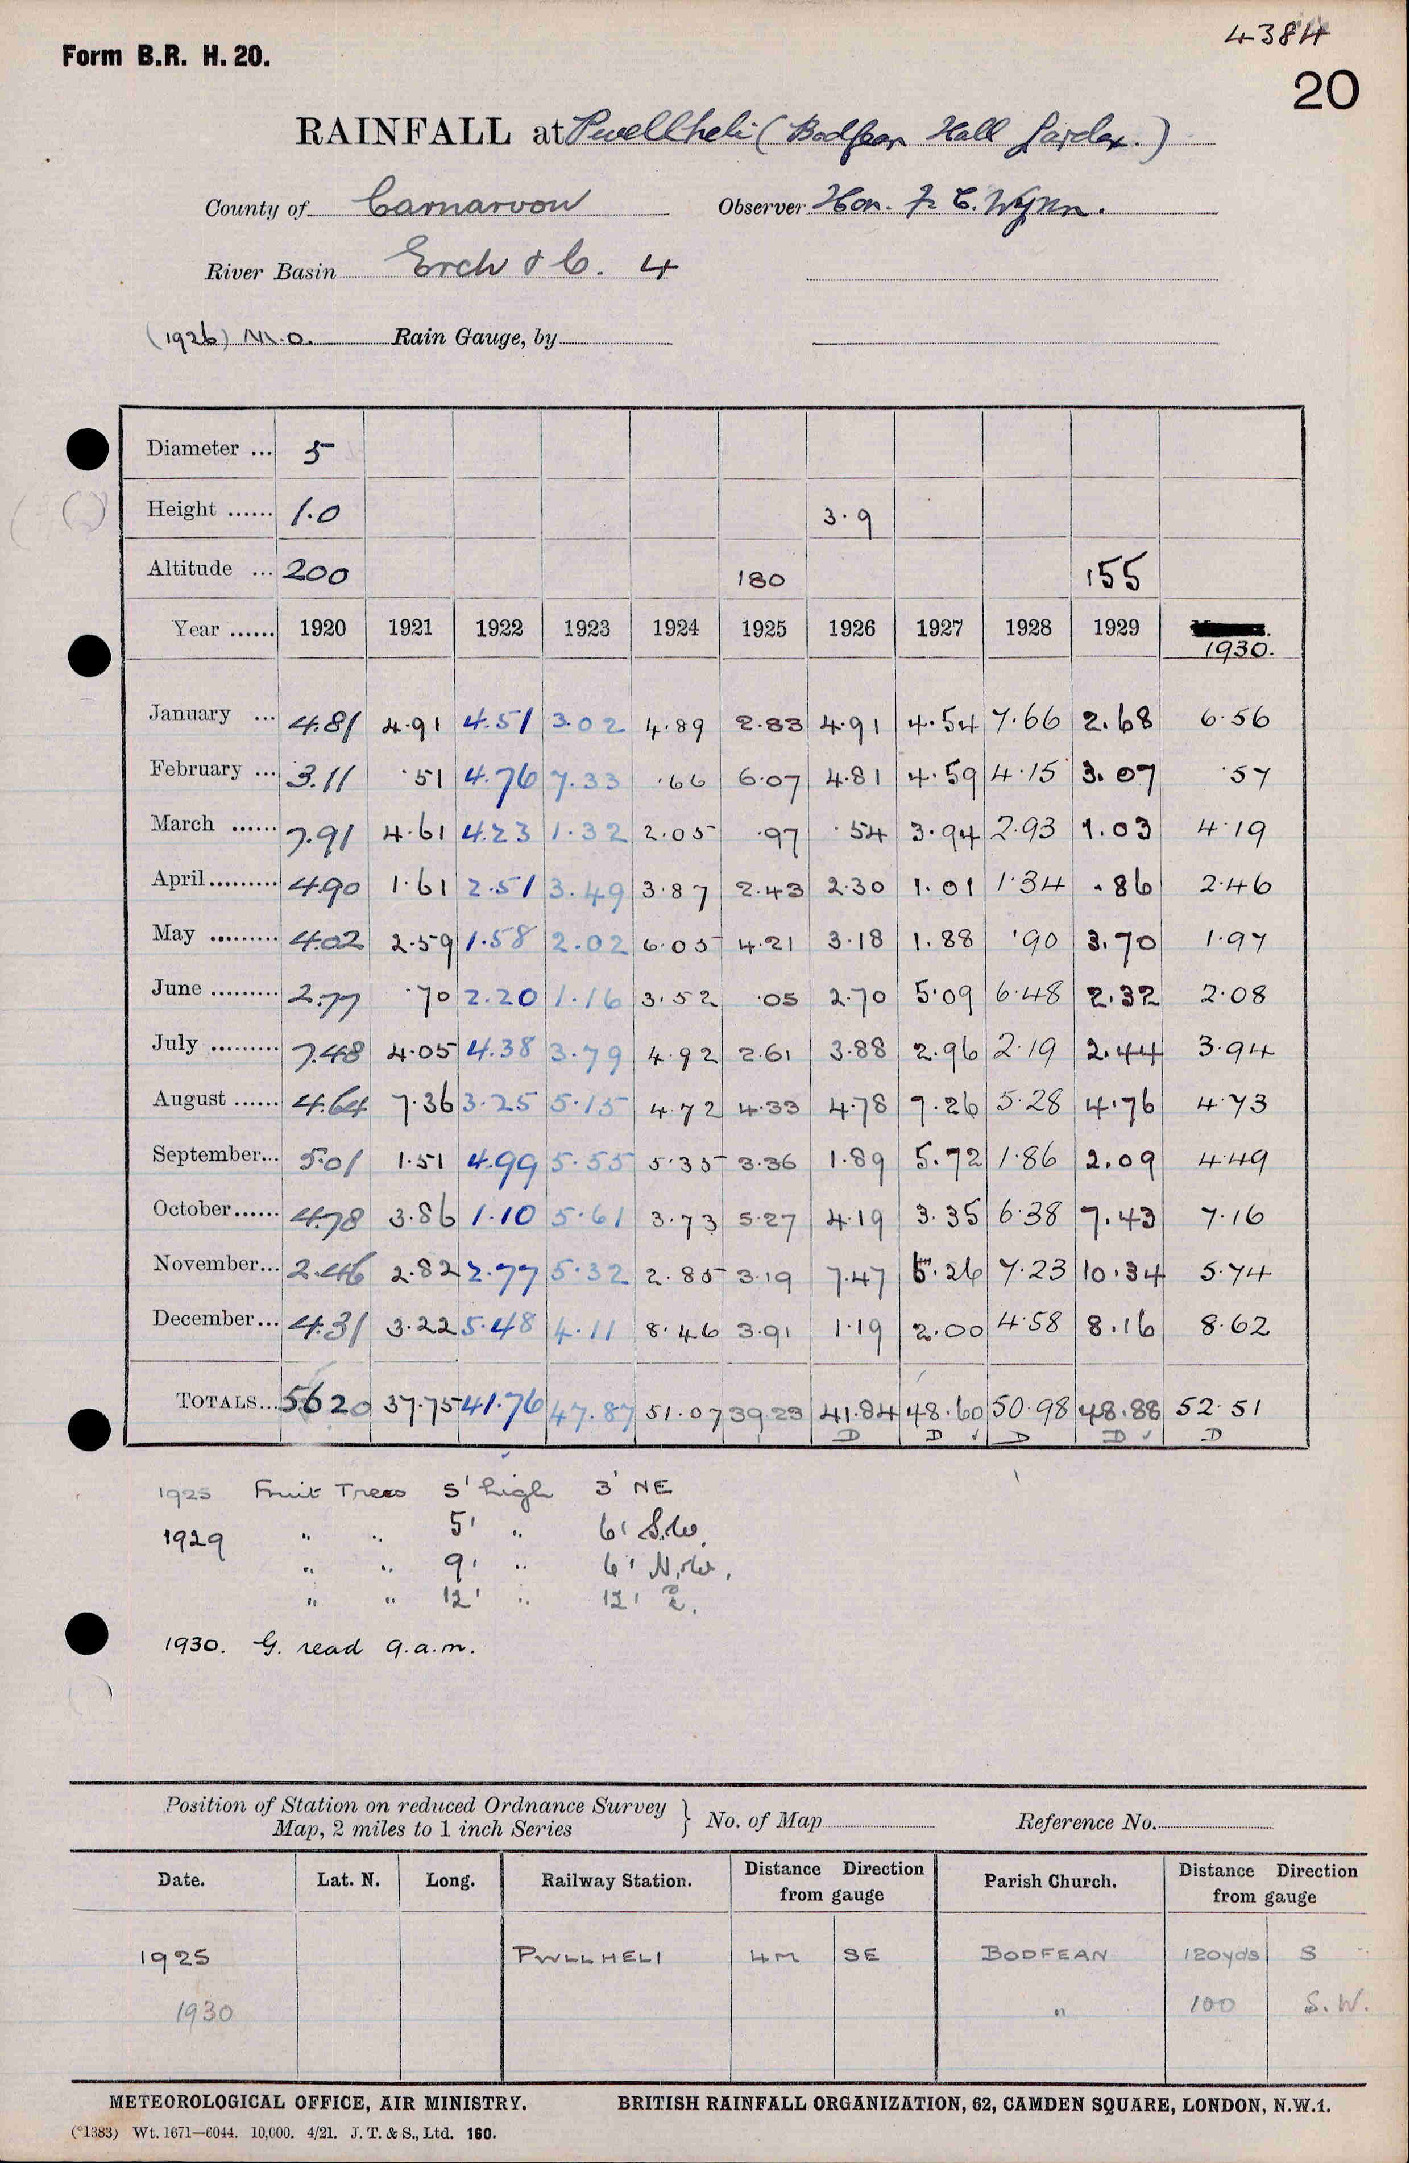 4384
Form B.R. H. 20.
20
RAINFALL at Pwellheli (Bodfean Hall Garden.)
County of Carnarvon Observer Hon. F. G. Wynn.
River Basin Erch & C. 4
(1926) M.O. Rain Gauge, by
Diameter ... 5
Height ...... 1.0 3.9
Altitude ... 200 180 155
Year ...... 1920 1921 1922 1923 1924 1925 1926 1927 1928 1929 1930.
January ... 4.81 4.91 4.51 3.02 4.89 2.83 4.91 4.54 7.66 2.68 6.56
February ... 3.11 .51 4.76 7.33 .66 6.07 4.81 4.59 4.15 3.07 .57
March ...... 7.91 4.61 4.23 1.32 2.05 .97 .54 3.94 2.93 1.03 4.19
April ......... 4.90 1.61 2.51 3.49 3.87 2.43 2.30 1.01 1.34 .86 2.46
May ......... 4.02 2.59 1.58 2.02 6.05 4.21 3.18 1.88 .90 3.70 1.97
June ......... 2.77 .70 2.20 1.16 3.52 .05 2.70 5.09 6.48 2.32 2.08
July ......... 7.48 4.05 4.38 3.79 4.92 2.61 3.88 2.96 2.19 2.44 3.94
August ...... 4.64 7.36 3.25 5.15 4.72 4.33 4.78 7.26 5.28 4.76 4.73
September... 5.01 1.51 4.99 5.55 5.35 3.36 1.89 5.72 1.86 2.09 4.49
October...... 4.78 3.86 1.10 5.61 3.73 5.27 4.19 3.35 6.38 7.43 7.16
November... 2.46 2.82 2.77 5.32 2.85 3.19 7.47 6.26 7.23 10.34 5.74
December... 4.31 3.22 5.48 4.11 8.46 3.91 1.19 2.00 4.58 8.16 8.62
TOTALS... 56 20 37.75 41.76 47.87 51.07 39.23 41.84 48.60 50.98 48.88 52.51
D D ✓ D D ✓ D
1925 Fruit Trees 5' high 3' NE
1929 " " 5' " 6' S.W.
" " 9' " 6' N.W.
" " 12' " 12' E.
1930. G. read 9.a.m.
Position of Station on reduced Ordnance Survey
Map, 2 miles to 1 inch Series } No. of Map Reference No.
Date. Lat. N. Long. Railway Station. Distance Direction from gauge Parish Church. Distance Direction from gauge
1925 PWLLHELI 4M SE BODFEAN 120yds S
1930 " 100 S.W.
METEOROLOGICAL OFFICE, AIR MINISTRY. BRITISH RAINFALL ORGANIZATION, 62, CAMDEN SQUARE, LONDON, N.W.1.
(*1383) Wt. 1671—6044. 10,000. 4/21. J. T. & S., Ltd. 160.